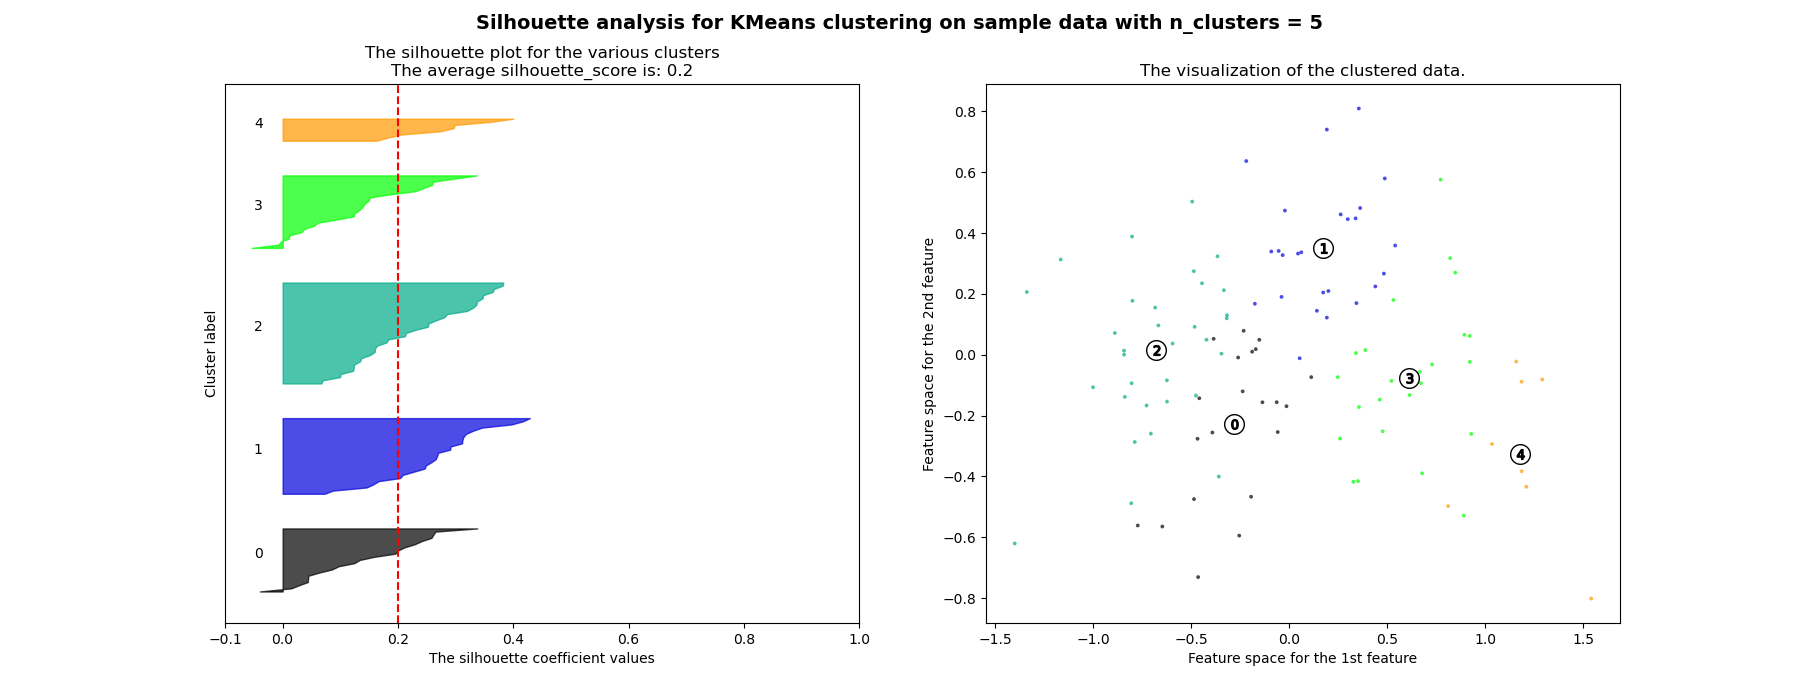 Silhouette analysis for KMeans clustering on sample data with n_clusters = 5
The silhouette plot for the various clusters
The average silhouette_score is: 0.2
Cluster label
4
3
2
1
0
−0.1 0.0 0.2 0.4 0.6 0.8 1.0
The silhouette coefficient values
The visualization of the clustered data.
Feature space for the 2nd feature
0.8
0.6
0.4
0.2
0.0
−0.2
−0.4
−0.6
−0.8
1
2
3
0
4
−1.5 −1.0 −0.5 0.0 0.5 1.0 1.5
Feature space for the 1st feature